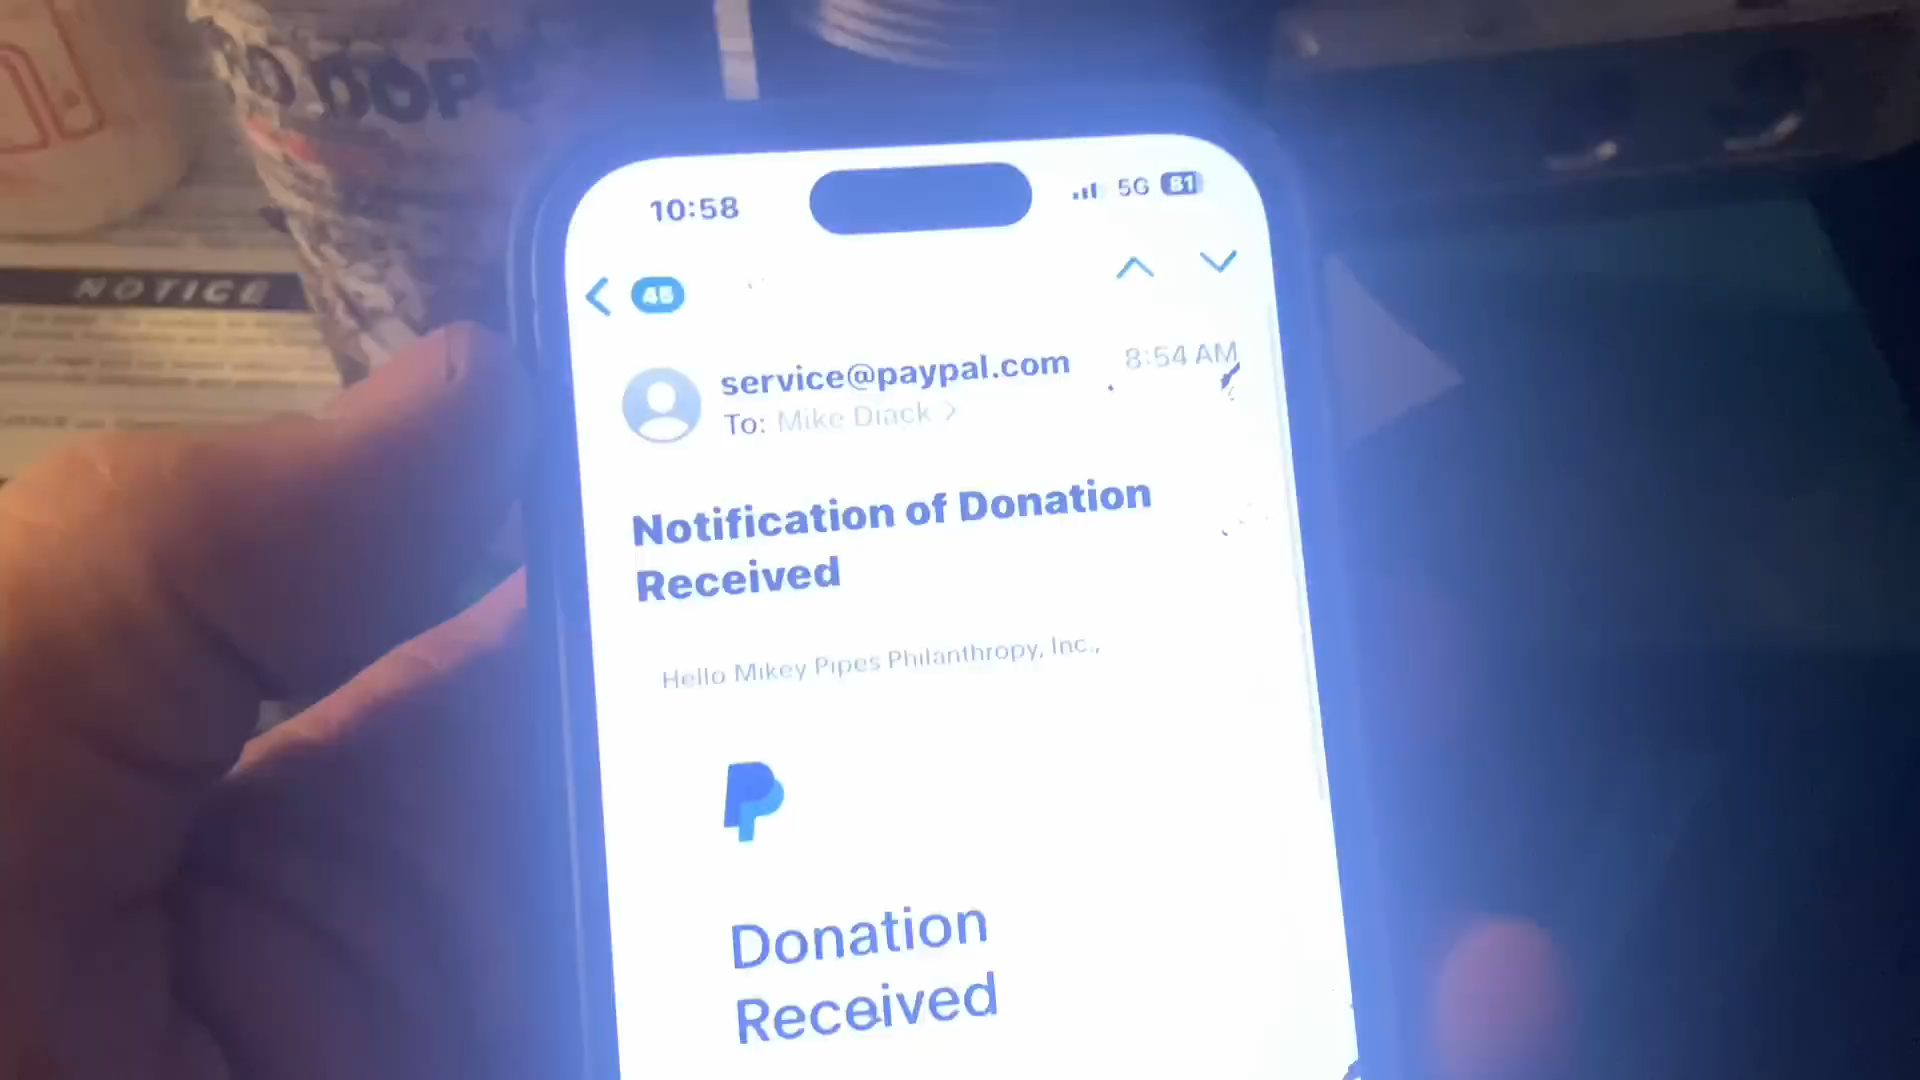 NOTICE
10:58
5G 81
45
service@paypal.com
8:54 AM
To: Mike Diack
Notification of Donation
Received
Hello Mikey Pipes Philanthropy, Inc.,
Donation
Received